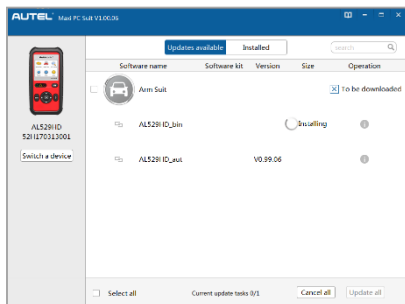 AUTEL Maxi PC Suit V1.00.06
Updates available Installed
search
Software name Software kit Version Size Operation
Arm Suit To be downloaded
AL529HD_bin Installing
AL529HD_aut V0.99.06
AL529HD
52H170313001
Switch a device
Select all Current update tasks 0/1 Cancel all Update all